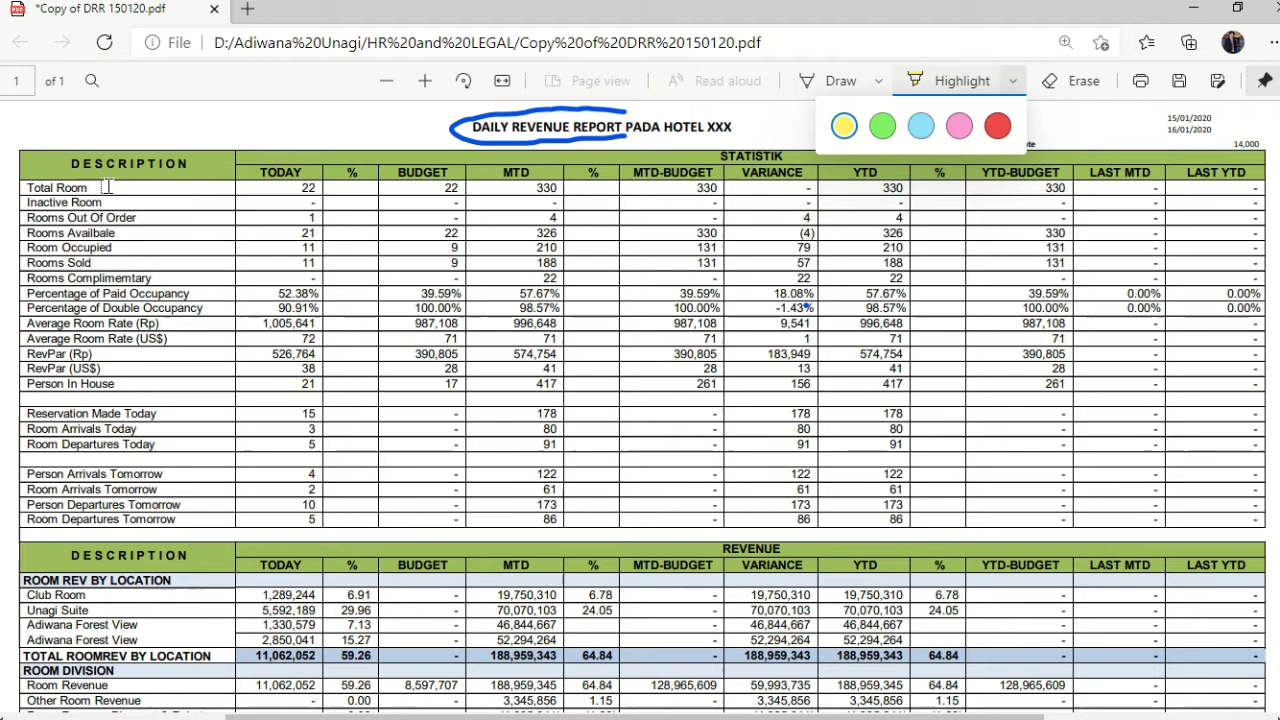 *Copy of DRR 150120.pdf
File D:/Adiwana%20Unagi/HR%20and%20LEGAL/Copy%20of%20DRR%20150120.pdf
1 of 1 Page view Read aloud Draw Highlight Erase
DAILY REVENUE REPORT PADA HOTEL XXX
15/01/2020
16/01/2020
14,000
DESCRIPTION STATISTIK
TODAY % BUDGET MTD % MTD-BUDGET VARIANCE YTD % YTD-BUDGET LAST MTD LAST YTD
Total Room 22 22 330 330 - 330 330 - -
Inactive Room - - - - - - - - -
Rooms Out Of Order 1 - 4 - 4 4 - - -
Rooms Availbale 21 22 326 330 (4) 326 330 - -
Room Occupied 11 9 210 131 79 210 131 - -
Rooms Sold 11 9 188 131 57 188 131 - -
Rooms Complimemtary - - 22 - 22 22 - - -
Percentage of Paid Occupancy 52.38% 39.59% 57.67% 39.59% 18.08% 57.67% 39.59% 0.00% 0.00%
Percentage of Double Occupancy 90.91% 100.00% 98.57% 100.00% -1.43% 98.57% 100.00% 0.00% 0.00%
Average Room Rate (Rp) 1,005,641 987,108 996,648 987,108 9,541 996,648 987,108 - -
Average Room Rate (US$) 72 71 71 71 1 71 71 - -
RevPar (Rp) 526,764 390,805 574,754 390,805 183,949 574,754 390,805 - -
RevPar (US$) 38 28 41 28 13 41 28 - -
Person In House 21 17 417 261 156 417 261 - -
Reservation Made Today 15 - 178 - 178 178 - - -
Room Arrivals Today 3 - 80 - 80 80 - - -
Room Departures Today 5 - 91 - 91 91 - - -
Person Arrivals Tomorrow 4 - 122 - 122 122 - - -
Room Arrivals Tomorrow 2 - 61 - 61 61 - - -
Person Departures Tomorrow 10 - 173 - 173 173 - - -
Room Departures Tomorrow 5 - 86 - 86 86 - - -
DESCRIPTION REVENUE
TODAY % BUDGET MTD % MTD-BUDGET VARIANCE YTD % YTD-BUDGET LAST MTD LAST YTD
ROOM REV BY LOCATION
Club Room 1,289,244 6.91 - 19,750,310 6.78 - 19,750,310 19,750,310 6.78 - - -
Unagi Suite 5,592,189 29.96 - 70,070,103 24.05 - 70,070,103 70,070,103 24.05 - - -
Adiwana Forest View 1,330,579 7.13 - 46,844,667 - 46,844,667 46,844,667 - - -
Adiwana Forest View 2,850,041 15.27 - 52,294,264 - 52,294,264 52,294,264 - - -
TOTAL ROOMREV BY LOCATION 11,062,052 59.26 - 188,959,343 64.84 - 188,959,343 188,959,343 64.84 - - -
ROOM DIVISION
Room Revenue 11,062,052 59.26 8,597,707 188,959,345 64.84 128,965,609 59,993,735 188,959,345 64.84 128,965,609 - -
Other Room Revenue - 0.00 - 3,345,856 1.15 - 3,345,856 3,345,856 1.15 - - -